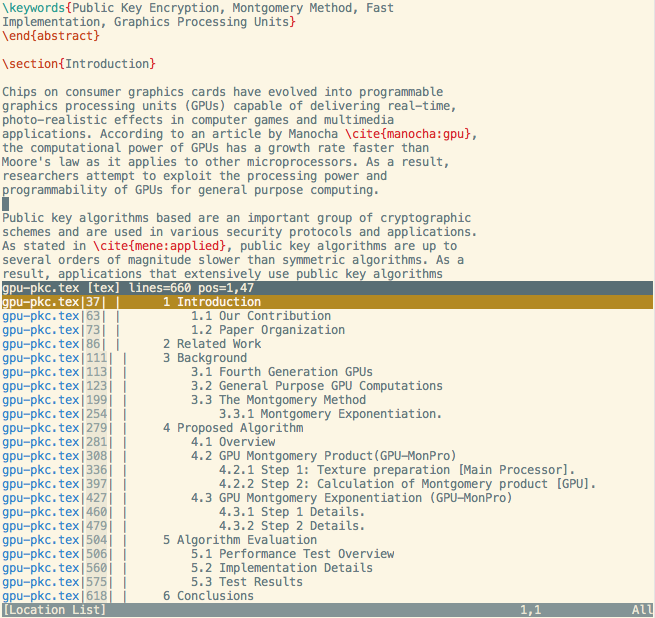 \keywords{Public Key Encryption, Montgomery Method, Fast
Implementation, Graphics Processing Units}
\end{abstract}
\section{Introduction}
Chips on consumer graphics cards have evolved into programmable
graphics processing units (GPUs) capable of delivering real-time,
photo-realistic effects in computer games and multimedia
applications. According to an article by Manocha \cite{manocha:gpu},
the computational power of GPUs has a growth rate faster than
Moore's law as it applies to other microprocessors. As a result,
researchers attempt to exploit the processing power and
programmability of GPUs for general purpose computing.
Public key algorithms based are an important group of cryptographic
schemes and are used in various security protocols and applications.
As stated in \cite{mene:applied}, public key algorithms are up to
several orders of magnitude slower than symmetric algorithms. As a
result, applications that extensively use public key algorithms
gpu-pkc.tex [tex] lines=660 pos=1,47
gpu-pkc.tex|37| | 1 Introduction
gpu-pkc.tex|63| | 1.1 Our Contribution
gpu-pkc.tex|73| | 1.2 Paper Organization
gpu-pkc.tex|86| | 2 Related Work
gpu-pkc.tex|111| | 3 Background
gpu-pkc.tex|113| | 3.1 Fourth Generation GPUs
gpu-pkc.tex|123| | 3.2 General Purpose GPU Computations
gpu-pkc.tex|199| | 3.3 The Montgomery Method
gpu-pkc.tex|254| | 3.3.1 Montgomery Exponentiation.
gpu-pkc.tex|279| | 4 Proposed Algorithm
gpu-pkc.tex|281| | 4.1 Overview
gpu-pkc.tex|308| | 4.2 GPU Montgomery Product(GPU-MonPro)
gpu-pkc.tex|336| | 4.2.1 Step 1: Texture preparation [Main Processor].
gpu-pkc.tex|397| | 4.2.2 Step 2: Calculation of Montgomery product [GPU].
gpu-pkc.tex|427| | 4.3 GPU Montgomery Exponentiation (GPU-MonPro)
gpu-pkc.tex|460| | 4.3.1 Step 1 Details.
gpu-pkc.tex|479| | 4.3.2 Step 2 Details.
gpu-pkc.tex|504| | 5 Algorithm Evaluation
gpu-pkc.tex|506| | 5.1 Performance Test Overview
gpu-pkc.tex|560| | 5.2 Implementation Details
gpu-pkc.tex|575| | 5.3 Test Results
gpu-pkc.tex|618| | 6 Conclusions
[Location List] 1,1 All